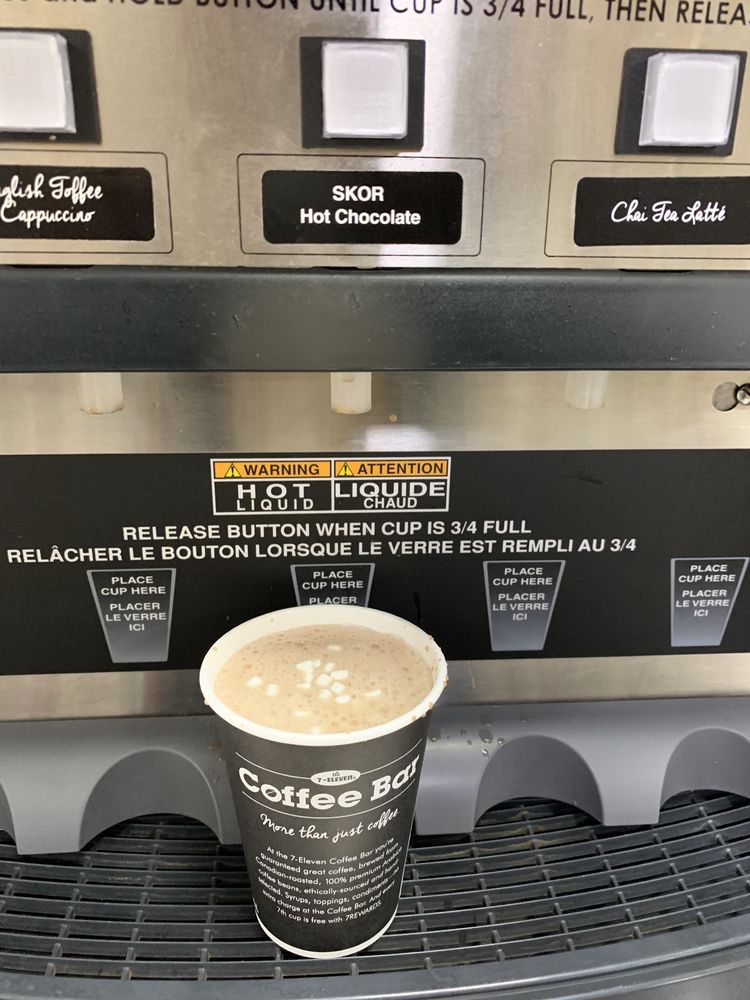 and HOLD BUTTON UNTIL CUP IS 3/4 FULL, THEN RELEA
glish Toffee
Cappuccino
SKOR
Hot Chocolate
Chai Tea Latté
WARNING
HOT
LIQUID
ATTENTION
LIQUIDE
CHAUD
RELEASE BUTTON WHEN CUP IS 3/4 FULL
RELÂCHER LE BOUTON LORSQUE LE VERRE EST REMPLI AU 3/4
PLACE
CUP HERE
PLACER
LE VERRE
ICI
PLACE
CUP HERE
PLACER
PLACE
CUP HERE
PLACER
LE VERRE
ICI
PLACE
CUP HERE
PLACER
LE VERRE
ICI
the
7-ELEVEN
Coffee Bar
More than just coffee.
At the 7-Eleven Coffee Bar you're
guaranteed great coffee, brewed from
Canadian-roasted, 100% premium Arabica
coffee beans, ethically-sourced and hand
selected. Syrups, toppings, condiments
extra charge at the Coffee Bar. And every
7th cup is free with 7REWARDS.